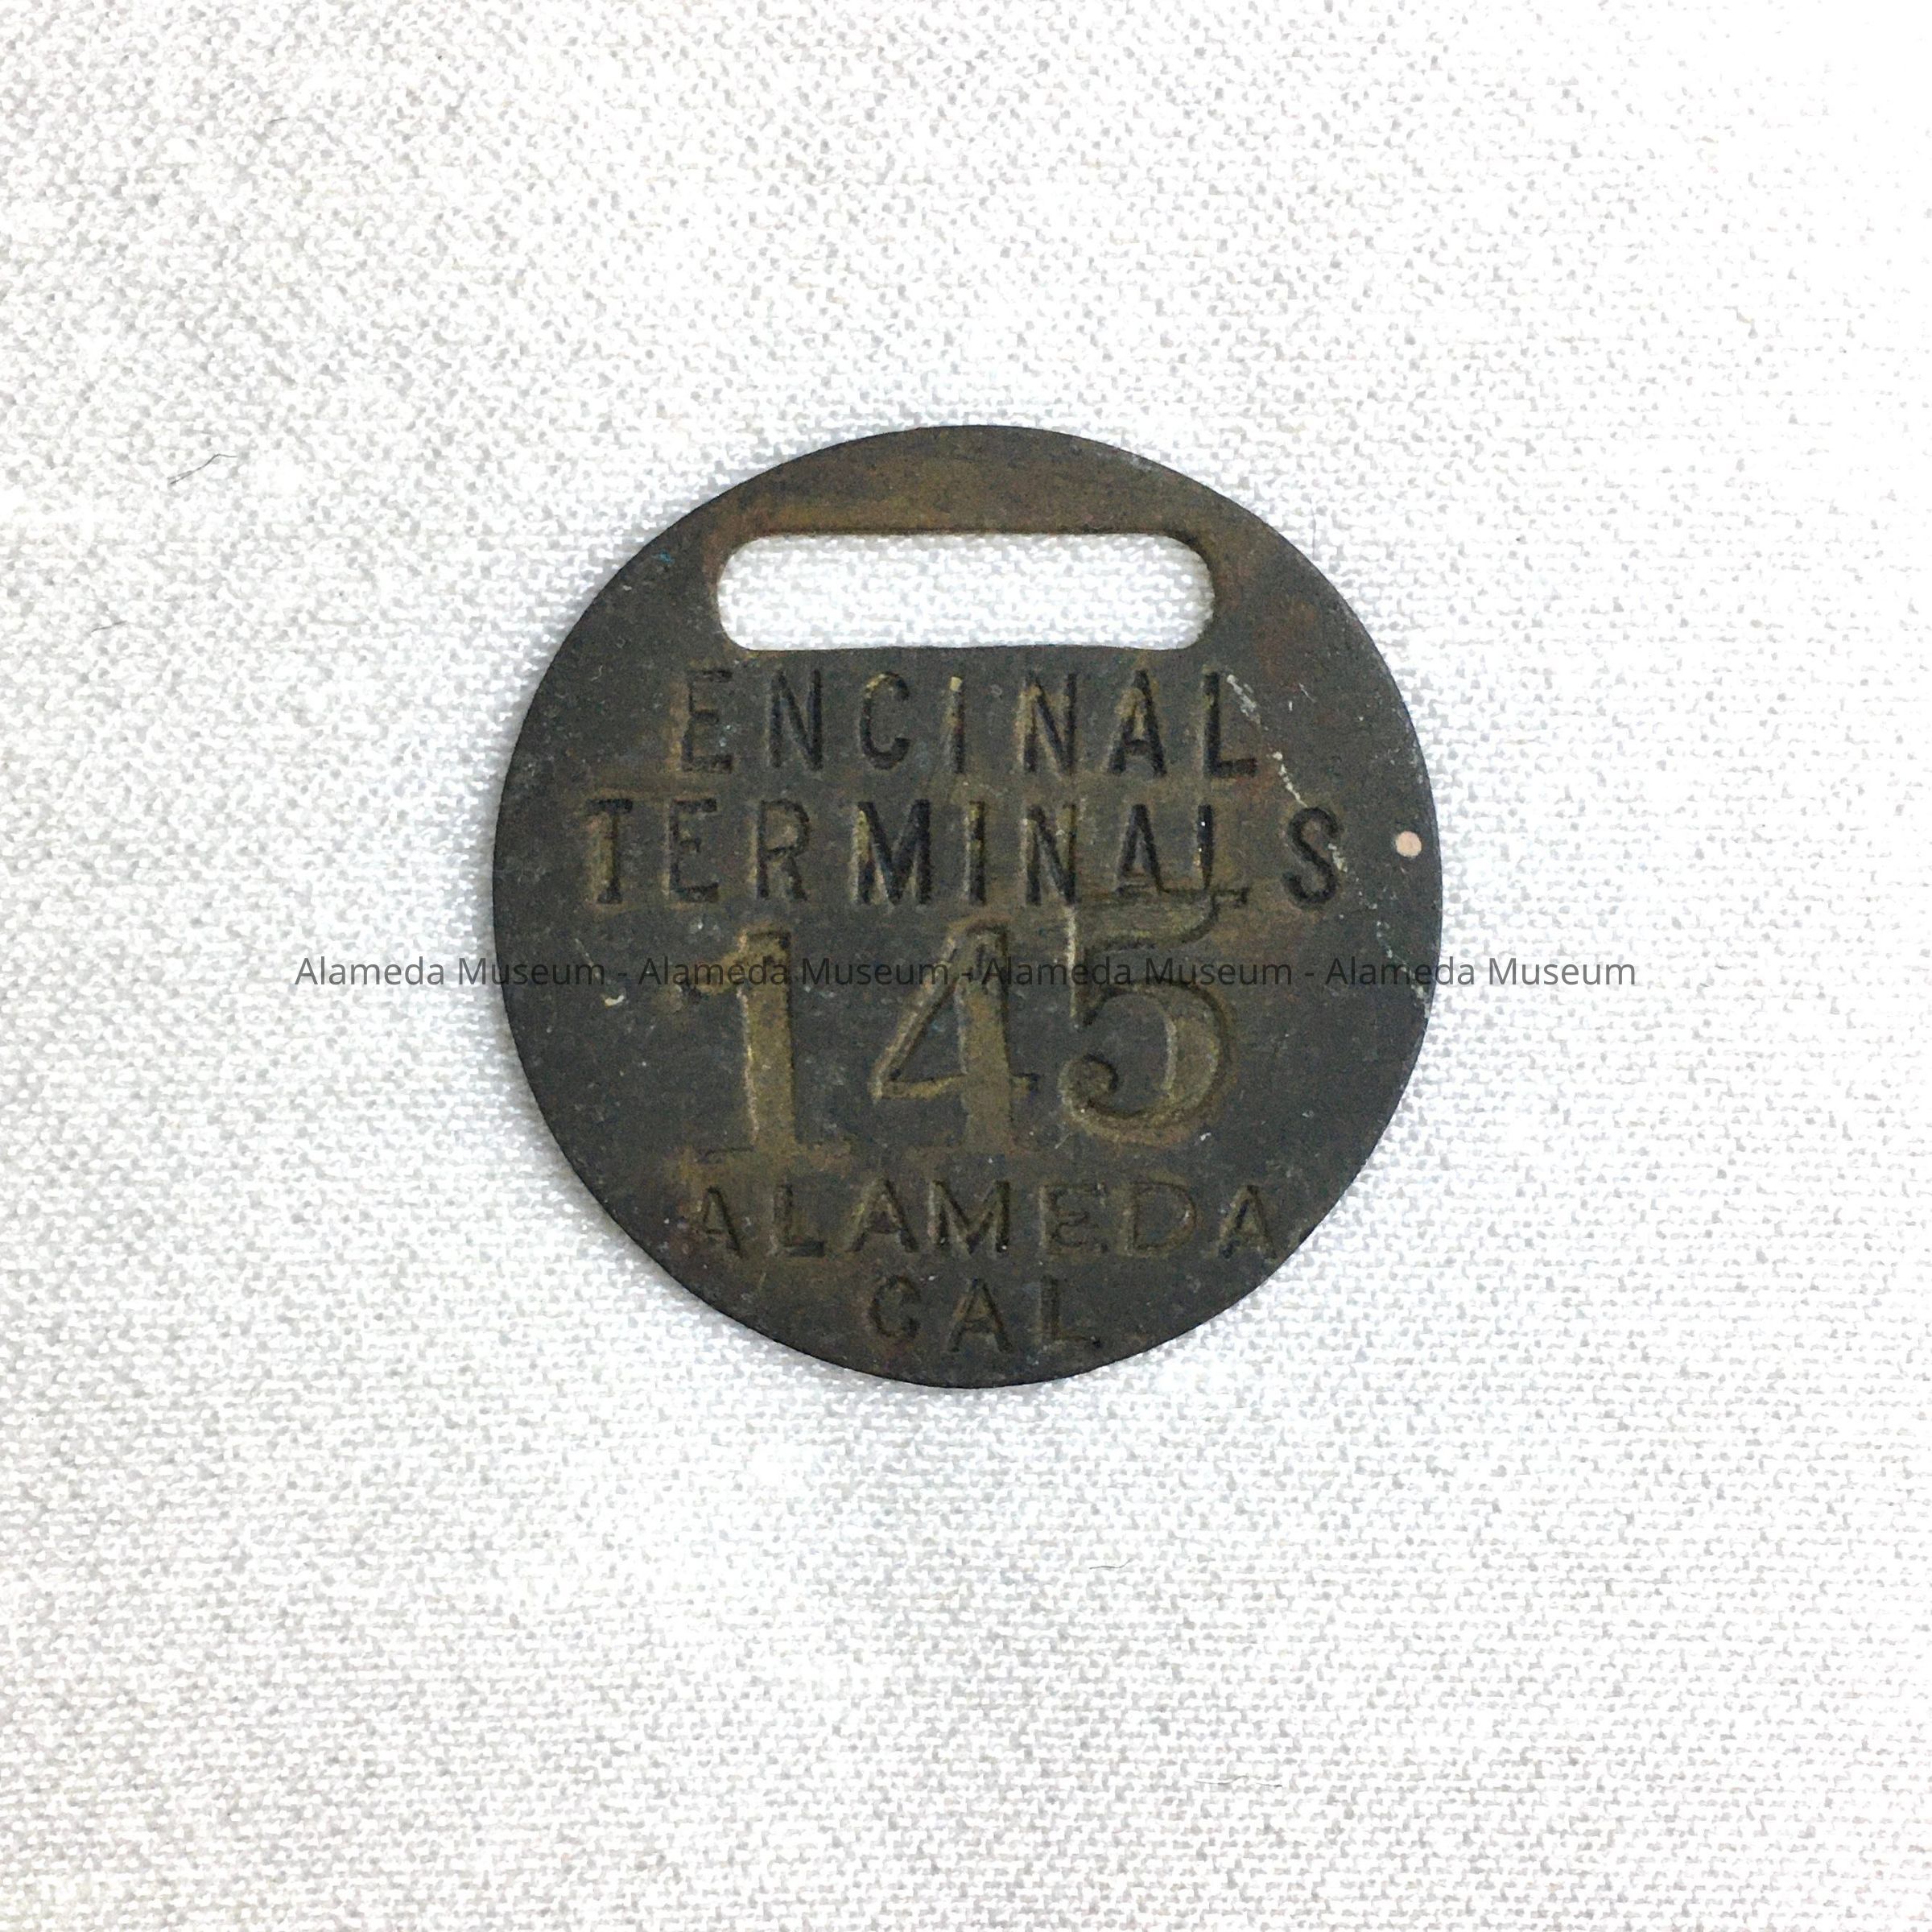 ENCINAL
TERMINALS
145
Alameda Museum - Alameda Museum - Alameda Museum - Alameda Museum
ALAMEDA
CAL.